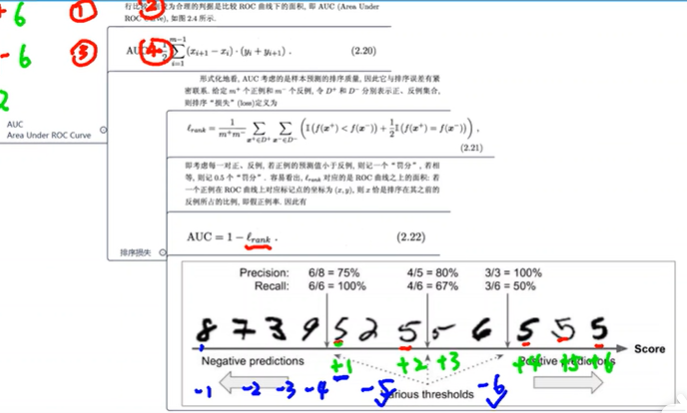 +6 ①
行比较, 较为合理的判据是比较 ROC 曲线下的面积, 即 AUC (Area Under
ROC Curve), 如图 2.4 所示.
-6 ③
AUC = 1/2 ∑_{i=1}^{m-1} (x_{i+1} − x_i) · (y_i + y_{i+1}) . (2.20)
2
形式化地看, AUC 考虑的是样本预测的排序质量, 因此它与排序误差有紧
密联系. 给定 m⁺ 个正例和 m⁻ 个反例, 令 D⁺ 和 D⁻ 分别表示正、反例集合,
则排序“损失”(loss)定义为
AUC
Area Under ROC Curve
ℓ_rank = 1/(m⁺m⁻) ∑_{x⁺∈D⁺} ∑_{x⁻∈D⁻} ( 𝕀(f(x⁺) < f(x⁻)) + 1/2 𝕀(f(x⁺) = f(x⁻)) ) ,
(2.21)
即考虑每一对正、反例, 若正例的预测值小于反例, 则记一个“罚分”, 若相
等, 则记 0.5 个“罚分”. 容易看出, ℓ_rank 对应的是 ROC 曲线之上的面积: 若
一个正例在 ROC 曲线上对应标记点的坐标为 (x, y), 则 x 恰是排序在其之前的
反例所占的比例, 即假正例率. 因此有
AUC = 1 − ℓ_rank . (2.22)
排序损失
Precision: 6/8 = 75% 4/5 = 80% 3/3 = 100%
Recall: 6/6 = 100% 4/6 = 67% 3/6 = 50%
8 7 3 9 5 2 5 5 6 5 5 5
Score
Negative predictions Positive predictions
+1 +2 +3 +4 +5 +6
Various thresholds
-1 -2 -3 -4 -5 -6